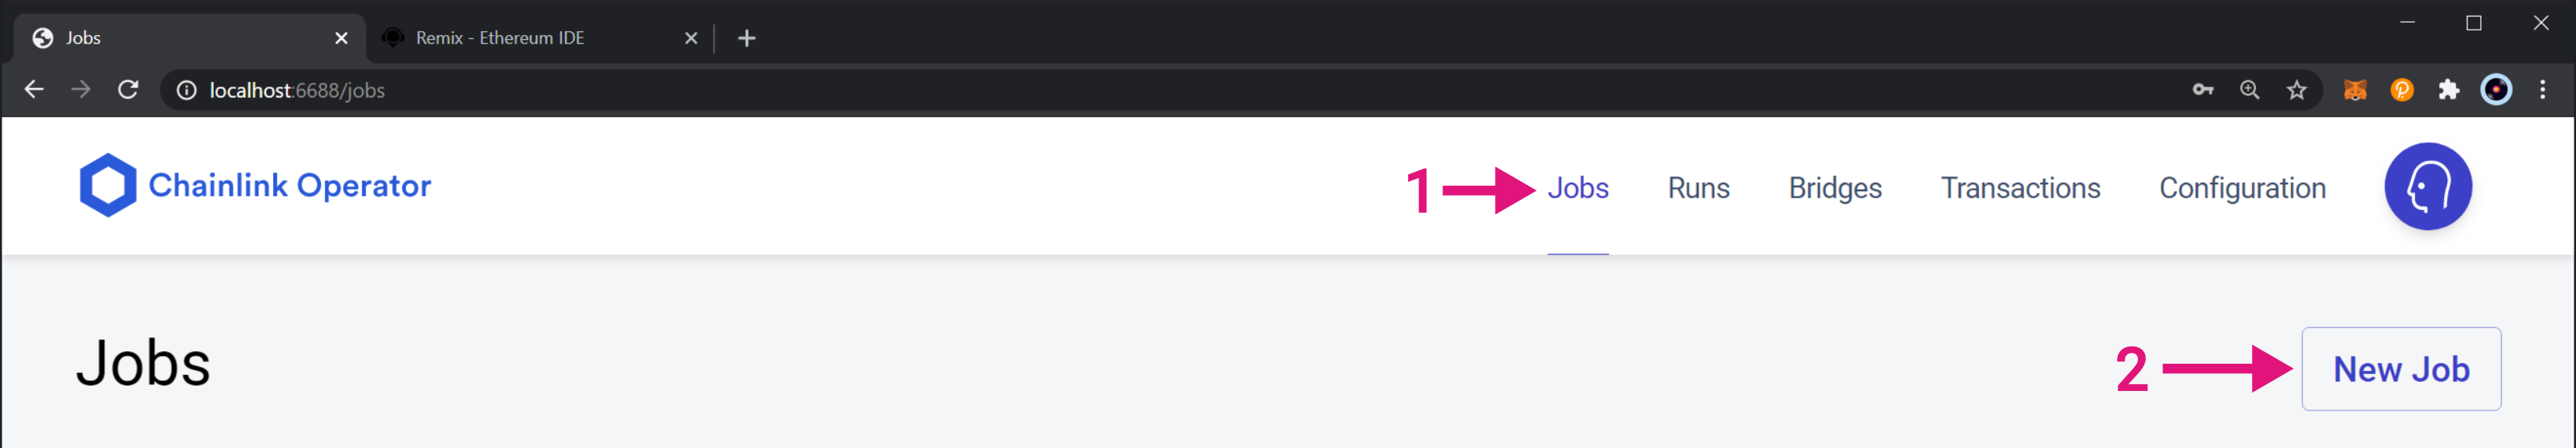 Jobs
Remix - Ethereum IDE
localhost:6688/jobs
Chainlink Operator
1
Jobs
Runs
Bridges
Transactions
Configuration
Jobs
2
New Job